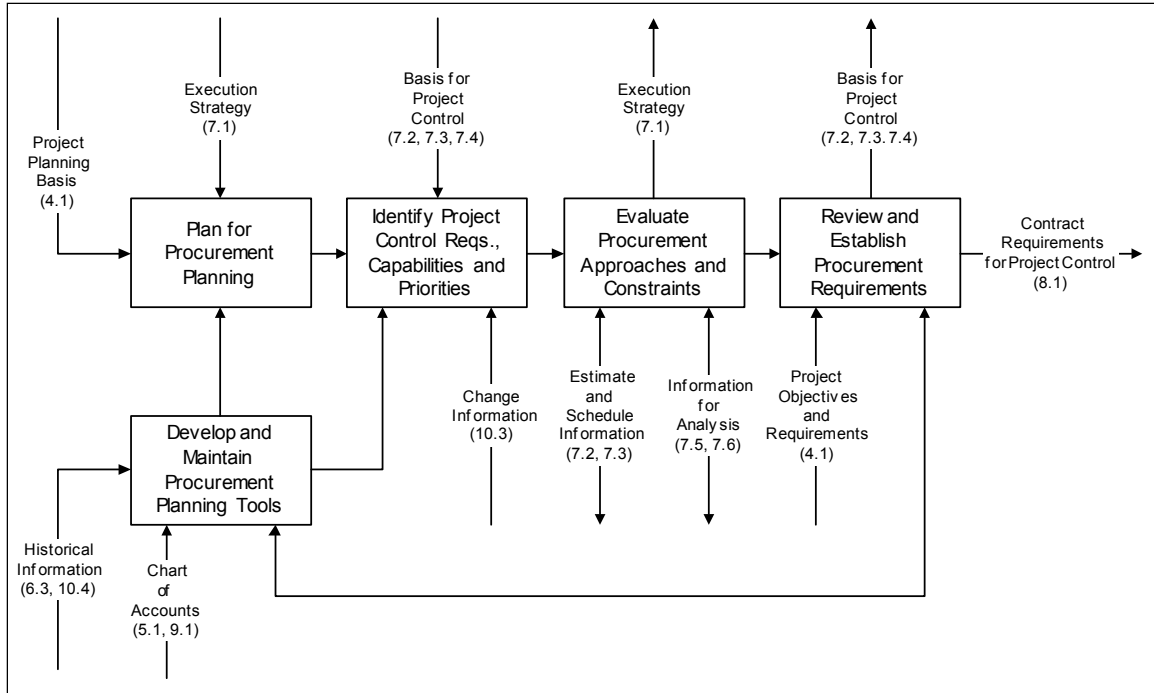 Execution
Strategy
(7.1)
Basis for
Project
Control
(7.2, 7.3, 7.4)
Execution
Strategy
(7.1)
Basis for
Project
Control
(7.2, 7.3. 7.4)
Project
Planning
Basis
(4.1)
Plan for
Procurement
Planning
Identify Project
Control Reqs.,
Capabilities and
Priorities
Evaluate
Procurement
Approaches and
Constraints
Review and
Establish
Procurement
Requirements
Contract
Requirements
for Project Control
(8.1)
Change
Information
(10.3)
Estimate
and
Schedule
Information
(7.2, 7.3)
Information
for
Analysis
(7.5, 7.6)
Project
Objectives
and
Requirements
(4.1)
Develop and
Maintain
Procurement
Planning Tools
Historical
Information
(6.3, 10.4)
Chart
of
Accounts
(5.1, 9.1)